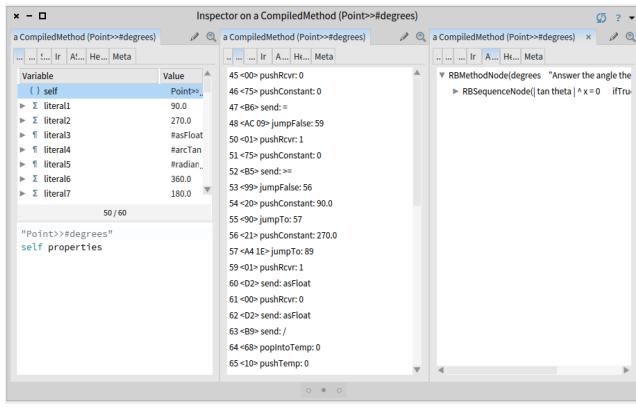 Inspector on a CompiledMethod (Point>>#degrees)
?
a CompiledMethod (Point>>#degrees)
... ... !... Ir A!... He... Meta
Variable Value
{ } self Point>>..
Σ literal1 90.0
Σ literal2 270.0
¶ literal3 #asFloat
¶ literal4 #arcTan
¶ literal5 #radian..
Σ literal6 360.0
Σ literal7 180.0
50 / 60
"Point>>#degrees"
self properties
a CompiledMethod (Point>>#degrees)
.. ... ... Ir A... He... Meta
45 <00> pushRcvr: 0
46 <75> pushConstant: 0
47 <B6> send: =
48 <AC 09> jumpFalse: 59
50 <01> pushRcvr: 1
51 <75> pushConstant: 0
52 <B5> send: >=
53 <99> jumpFalse: 56
54 <20> pushConstant: 90.0
55 <90> jumpTo: 57
56 <21> pushConstant: 270.0
57 <A4 1E> jumpTo: 89
59 <01> pushRcvr: 1
60 <D2> send: asFloat
61 <00> pushRcvr: 0
62 <D2> send: asFloat
63 <B9> send: /
64 <68> popIntoTemp: 0
65 <10> pushTemp: 0
a CompiledMethod (Point>>#degrees) ×
.. ... ... Ir A... He... Meta
RBMethodNode(degrees "Answer the angle the
RBSequenceNode(| tan theta | ^ x = 0 ifTru